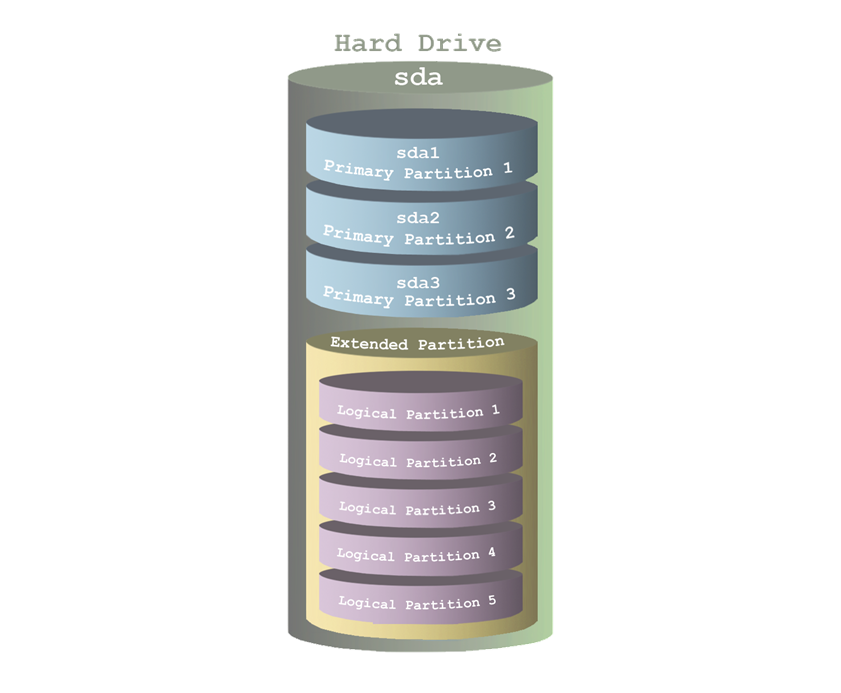 Hard Drive
sda
sda1
Primary Partition 1
sda2
Primary Partition 2
sda3
Primary Partition 3
Extended Partition
Logical Partition 1
Logical Partition 2
Logical Partition 3
Logical Partition 4
Logical Partition 5